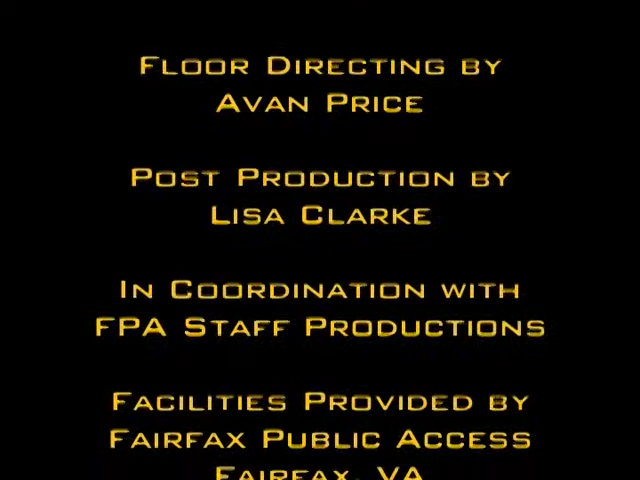 Floor Directing by
Avan Price
Post Production by
Lisa Clarke
In Coordination with
FPA Staff Productions
Facilities Provided by
Fairfax Public Access
Fairfax, VA